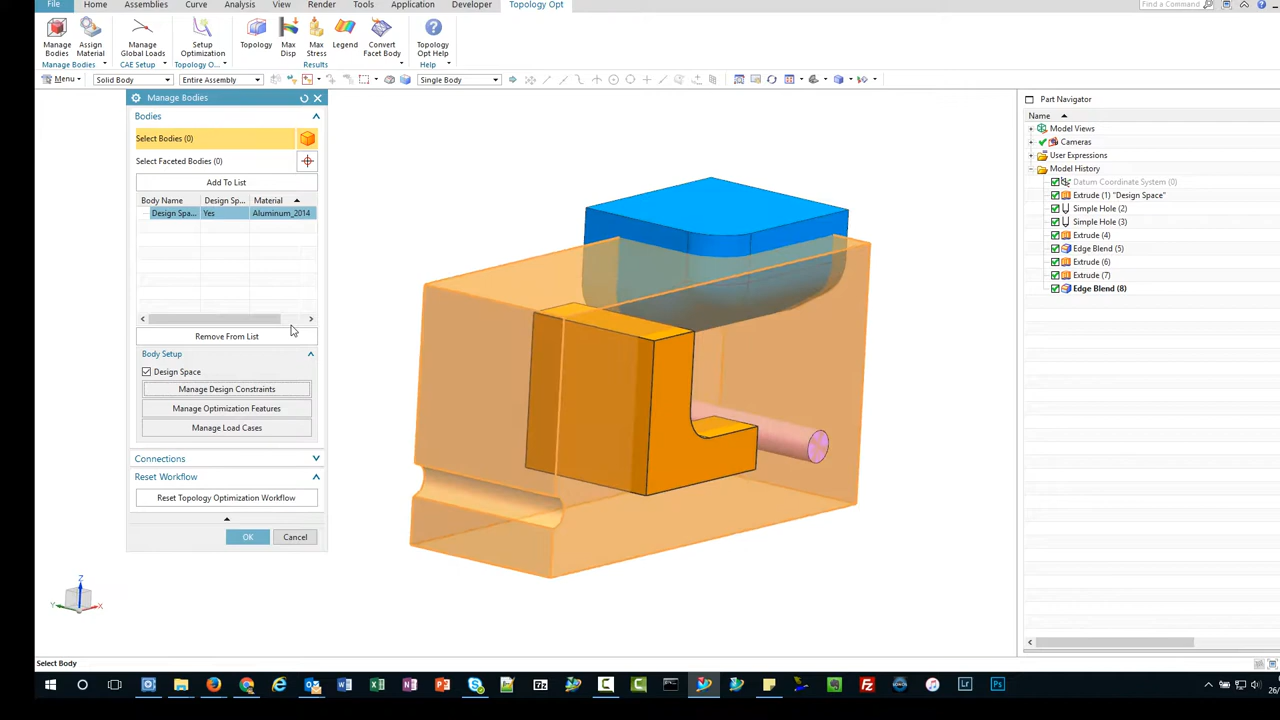 File Home Assemblies Curve Analysis View Render Tools Application Developer Topology Opt Find a Command
Manage Bodies Assign Material Manage Global Loads Setup Optimization Topology Max Disp Max Stress Legend Convert Facet Body Topology Opt Help
Manage Bodies CAE Setup Topology O... Results Help
Menu Solid Body Entire Assembly Single Body
Manage Bodies
Bodies
Select Bodies (0)
Select Faceted Bodies (0)
Add To List
Body Name Design Sp... Material
Design Spa... Yes Aluminum_2014
Remove From List
Body Setup
Design Space
Manage Design Constraints
Manage Optimization Features
Manage Load Cases
Connections
Reset Workflow
Reset Topology Optimization Workflow
OK Cancel
Z
Y X
Part Navigator
Name
Model Views
Cameras
User Expressions
Model History
Datum Coordinate System (0)
Extrude (1) "Design Space"
Simple Hole (2)
Simple Hole (3)
Extrude (4)
Edge Blend (5)
Extrude (6)
Extrude (7)
Edge Blend (8)
Select Body